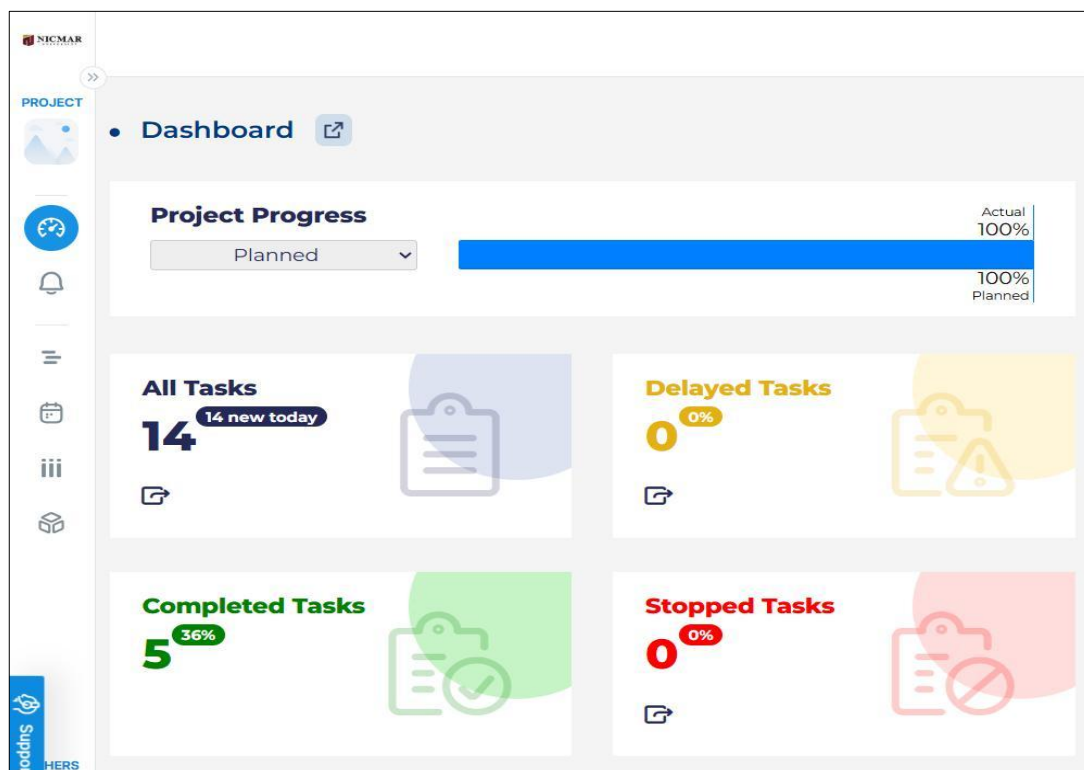 NICMAR
PROJECT
Dashboard
Project Progress
Planned
Actual
100%
100%
Planned
All Tasks
14 14 new today
Delayed Tasks
0 0%
Completed Tasks
5 36%
Stopped Tasks
0 0%
Suppo
HERS